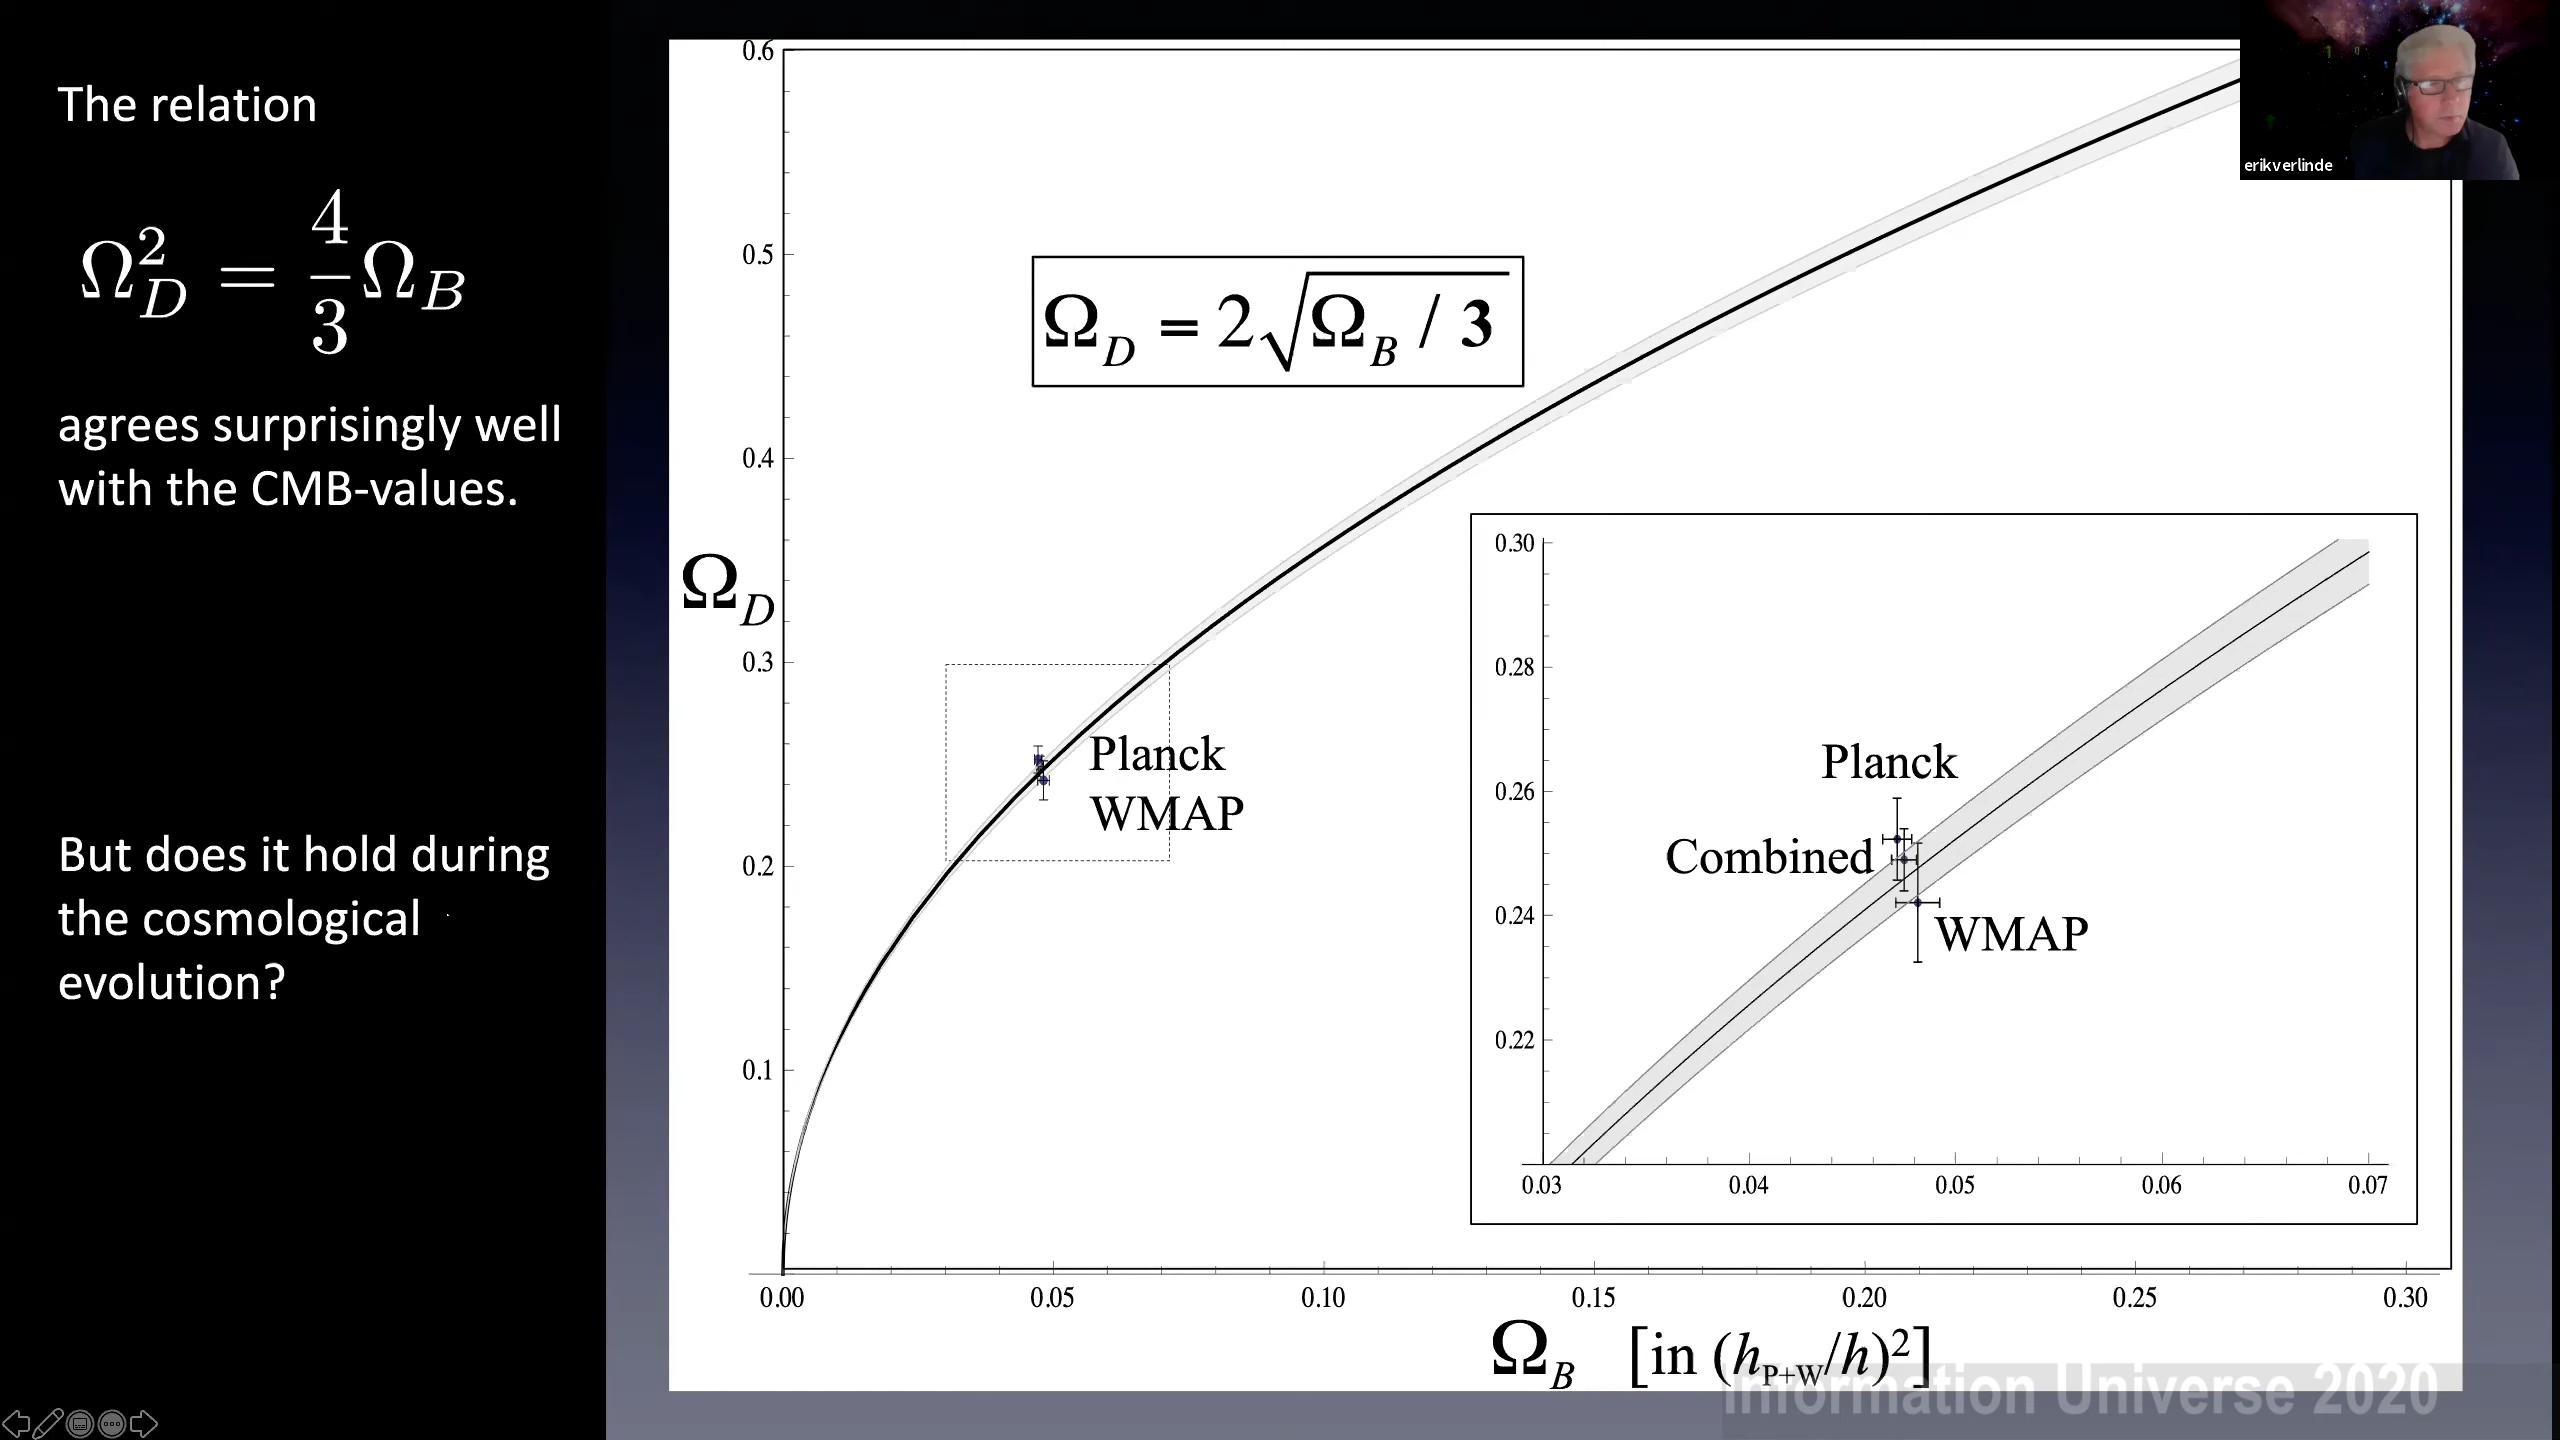 The relation
Ω_D^2 = 4/3 Ω_B
agrees surprisingly well
with the CMB-values.
But does it hold during
the cosmological
evolution?
0.6
0.5
0.4
0.3
0.2
0.1
Ω_D
Ω_D = 2√Ω_B / 3
Planck
WMAP
0.30
0.28
0.26
0.24
0.22
Planck
Combined
WMAP
0.03 0.04 0.05 0.06 0.07
0.00 0.05 0.10 0.15 0.20 0.25 0.30
Ω_B [in (h_P+W/h)^2]
erikverlinde
Information Universe 2020